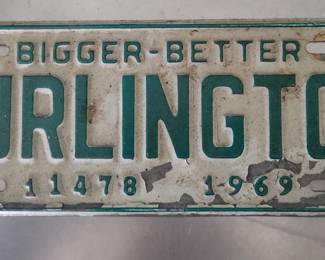 BIGGER-BETTER
URLINGTO
11478 1969